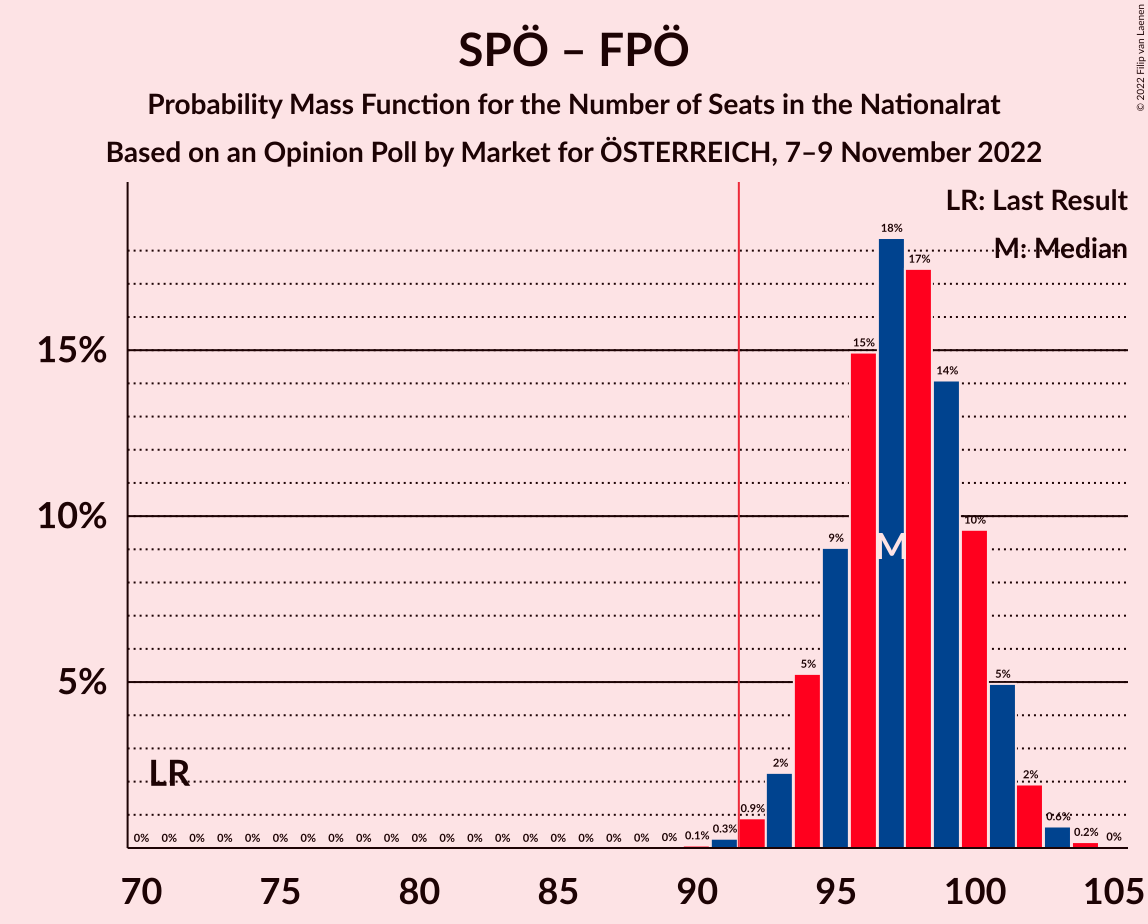 SPÖ – FPÖ
Probability Mass Function for the Number of Seats in the Nationalrat
Based on an Opinion Poll by Market for ÖSTERREICH, 7–9 November 2022
© 2022 Filip van Laenen
LR: Last Result
M: Median
18%
17%
15%
15%
14%
10%
10%
9%
M
5%
5%
5%
LR
2%
2%
0.9%
0.6%
0% 0% 0% 0% 0% 0% 0% 0% 0% 0% 0% 0% 0% 0% 0% 0% 0% 0% 0% 0% 0.1% 0.3% 0.2% 0%
70 75 80 85 90 95 100 105